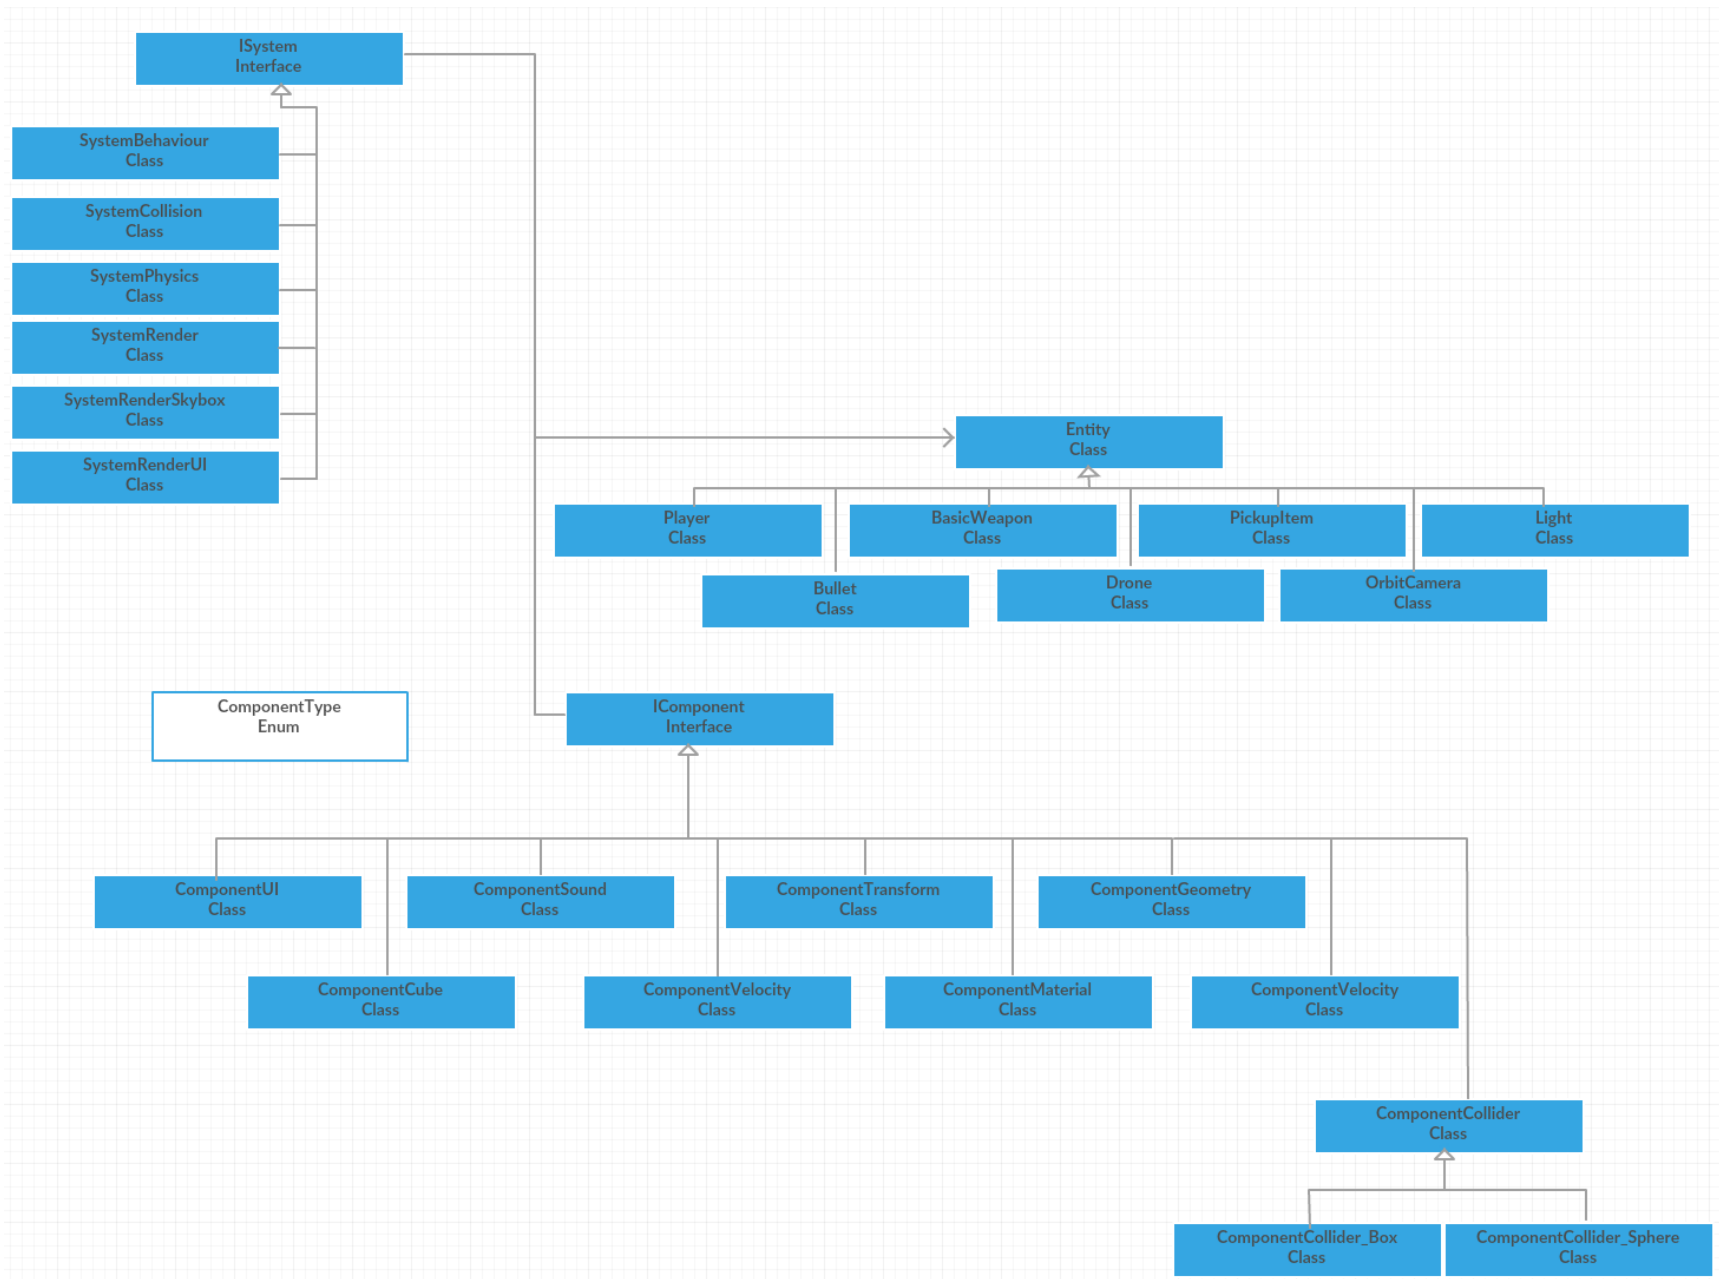 ISystem
Interface
SystemBehaviour
Class
SystemCollision
Class
SystemPhysics
Class
SystemRender
Class
SystemRenderSkybox
Class
SystemRenderUI
Class
Entity
Class
Player
Class
BasicWeapon
Class
PickupItem
Class
Light
Class
Bullet
Class
Drone
Class
OrbitCamera
Class
ComponentType
Enum
IComponent
Interface
ComponentUI
Class
ComponentSound
Class
ComponentTransform
Class
ComponentGeometry
Class
ComponentCube
Class
ComponentVelocity
Class
ComponentMaterial
Class
ComponentVelocity
Class
ComponentCollider
Class
ComponentCollider_Box
Class
ComponentCollider_Sphere
Class